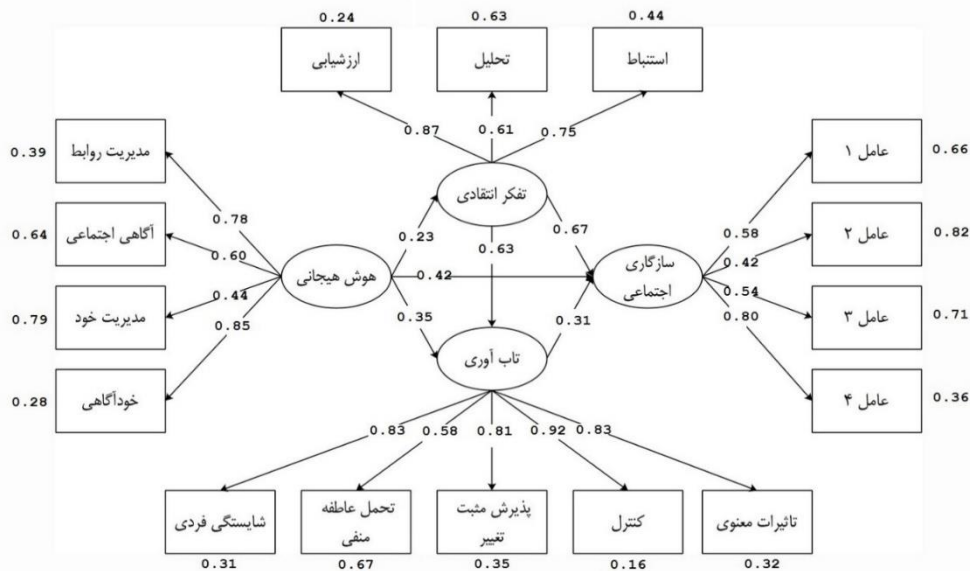 0.24
0.63
0.44
ارزشیابی
تحلیل
استنباط
0.87
0.61
0.75
0.39
مدیریت روابط
تفکر انتقادی
عامل ۱
0.66
0.78
0.23
0.67
0.58
0.64
آگاهی اجتماعی
0.60
0.63
0.42
عامل ۲
0.82
هوش هیجانی
0.42
سازگاری
اجتماعی
0.79
مدیریت خود
0.44
0.35
0.31
0.54
عامل ۳
0.71
0.85
0.80
0.28
خودآگاهی
تاب آوری
عامل ۴
0.36
0.83
0.58
0.81
0.92
0.83
شایستگی فردی
تحمل عاطفه
منفی
پذیرش مثبت
تغییر
کنترل
تاثیرات معنوی
0.31
0.67
0.35
0.16
0.32